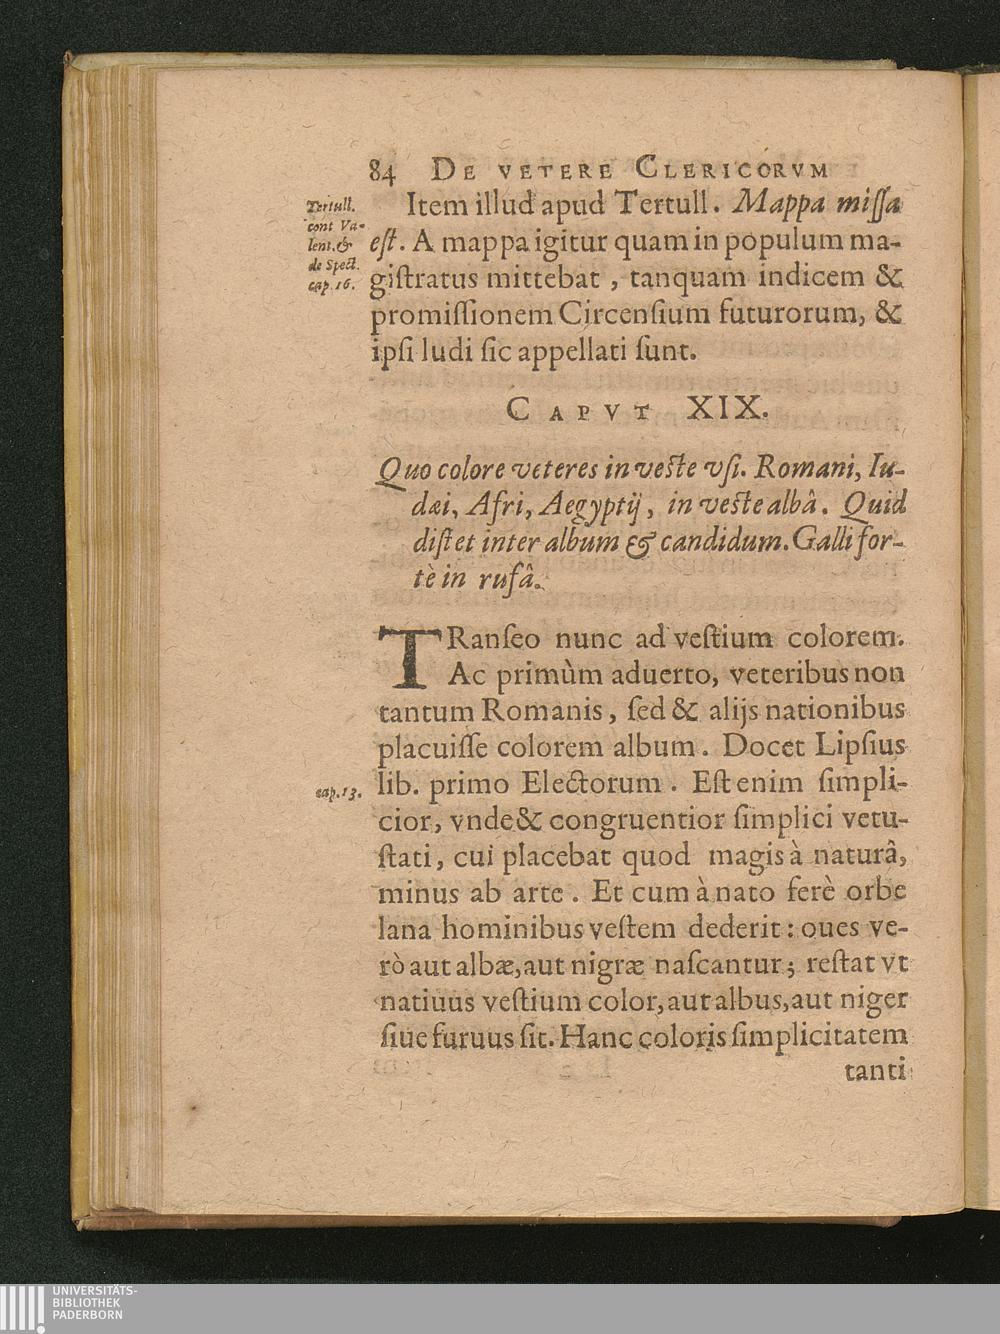 84 DE VETERE CLERICORVM
Tertull.
cont Va-
lent. &
de Spect.
cap. 16.
Item illud apud Tertull. Mappa missa
est. A mappa igitur quam in populum ma-
gistratus mittebat, tanquam indicem &
promissionem Circensium futurorum, &
ipsi ludi sic appellati sunt.
CAPVT XIX.
Quo colore veteres in veste vsi. Romani, Iu-
dæi, Afri, Aegyptij, in veste albâ. Quid
distet inter album & candidum. Galli for-
tè in rufâ.
TRanseo nunc ad vestium colorem.
Ac primùm aduerto, veteribus non
tantum Romanis, sed & alijs nationibus
placuisse colorem album. Docet Lipsius
cap. 13.
lib. primo Electorum. Est enim simpli-
cior, vnde & congruentior simplici vetu-
stati, cui placebat quod magis à naturâ,
minus ab arte. Et cum à nato ferè orbe
lana hominibus vestem dederit: oues ve-
rò aut albæ, aut nigræ nascantur; restat vt
natiuus vestium color, aut albus, aut niger
siue furuus sit. Hanc coloris simplicitatem
tanti
UNIVERSITÄTS-
BIBLIOTHEK
PADERBORN